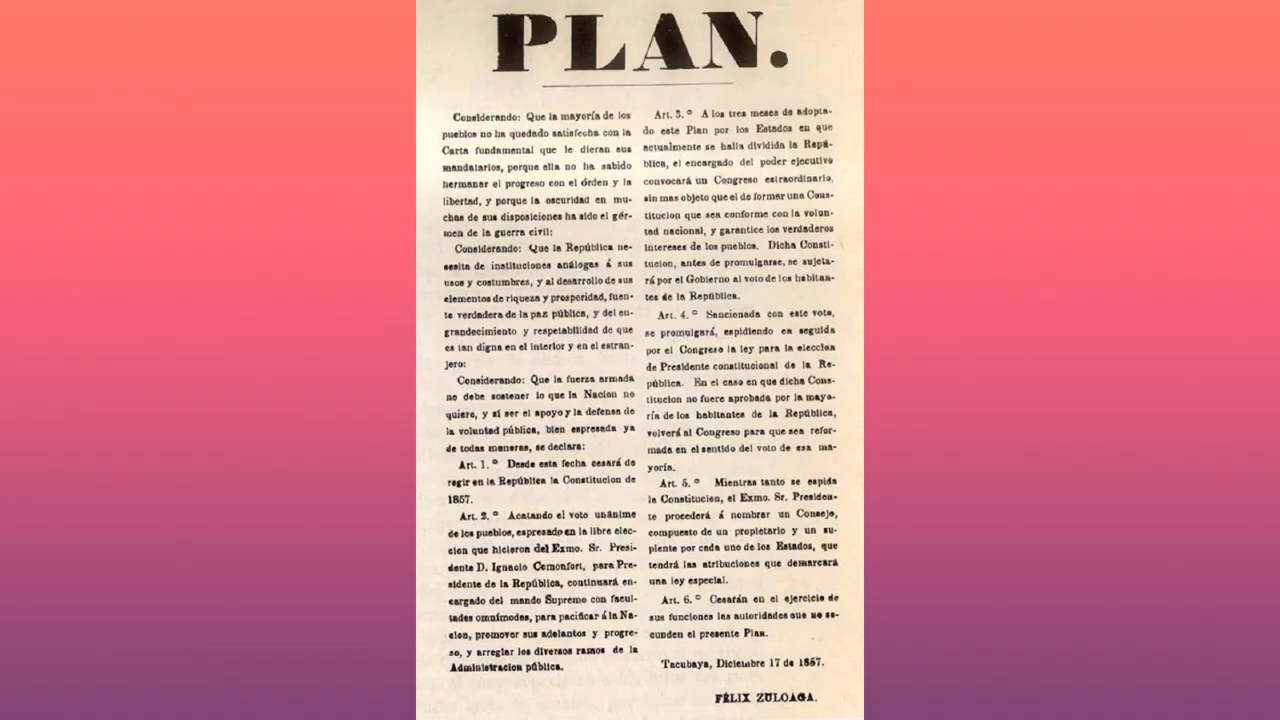 PLAN.
Considerando: Que la mayoría de los
pueblos no ha quedado satisfecha con la
Carta fundamental que le dieran sus
mandatarios, porque ella no ha sabido
hermanar el progreso con el órden y la
libertad, y porque la oscuridad en mu-
chas de sus disposiciones ha sido el gér-
men de la guerra civil:
Considerando: Que la República ne-
cesita de instituciones análogas á sus
usos y costumbres, y al desarrollo de sus
elementos de riqueza y prosperidad, fuen-
te verdadera de la paz pública, y del en-
grandecimiento y respetabilidad de que
es tan digna en el interior y en el estran-
jero:
Considerando: Que la fuerza armada
no debe sostener lo que la Nacion no
quiere, y sí ser el apoyo y la defensa de
la voluntad pública, bien espresada ya
de todas maneras, se declara:
Art. 1.º Desde esta fecha cesará de
regir en la República la Constitucion de
1857.
Art. 2.º Acatando el voto unánime
de los pueblos, espresado en la libre elec-
cion que hicieron del Exmo. Sr. Presi-
dente D. Ignacio Comonfort, para Pre-
sidente de la República, continuará en-
cargado del mando Supremo con facul-
tades omnímodas, para pacificar á la Na-
cion, promover sus adelantos y progre-
so, y arreglar los diversos ramos de la
Administracion pública.
Art. 3.º A los tres meses de adopta-
do este Plan por los Estados en que
actualmente se halla dividida la Repú-
blica, el encargado del poder ejecutivo
convocará un Congreso estraordinario,
sin mas objeto que el de formar una Cons-
titucion que sea conforme con la volun-
tad nacional, y garantice los verdaderos
intereses de los pueblos. Dicha Consti-
tucion, antes de promulgarse, se sujeta-
rá por el Gobierno al voto de los habitan-
tes de la República.
Art. 4.º Sancionada con este voto,
se promulgará, espidiendo en seguida
por el Congreso la ley para la eleccion
de Presidente constitucional de la Re-
pública. En el caso en que dicha Cons-
titucion no fuere aprobada por la mayo-
ría de los habitantes de la República,
volverá al Congreso para que sea refor-
mada en el sentido del voto de esa ma-
yoría.
Art. 5.º Mientras tanto se espida
la Constitucion, el Exmo. Sr. Presiden-
te procederá á nombrar un Consejo,
compuesto de un propietario y un su-
plente por cada uno de los Estados, que
tendrá las atribuciones que demarcará
una ley especial.
Art. 6.º Cesarán en el ejercicio de
sus funciones las autoridades que no se-
cunden el presente Plan.
Tacubaya, Diciembre 17 de 1857.
FÉLIX ZULOAGA.